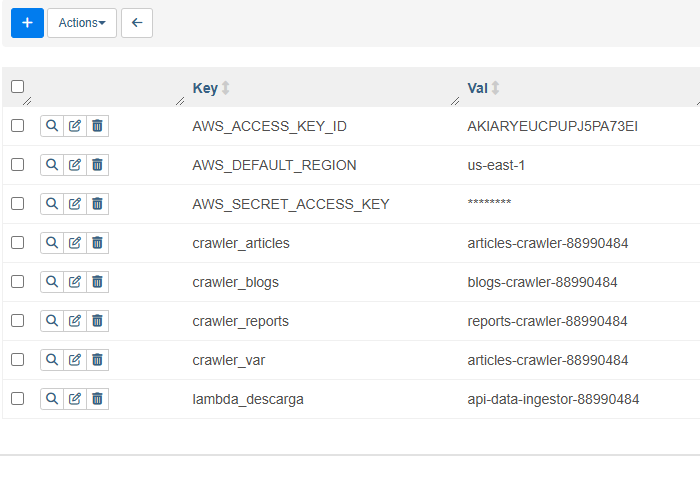 Actions
Key Val
AWS_ACCESS_KEY_ID AKIARYEUCPUPJ5PA73EI
AWS_DEFAULT_REGION us-east-1
AWS_SECRET_ACCESS_KEY ********
crawler_articles articles-crawler-88990484
crawler_blogs blogs-crawler-88990484
crawler_reports reports-crawler-88990484
crawler_var articles-crawler-88990484
lambda_descarga api-data-ingestor-88990484